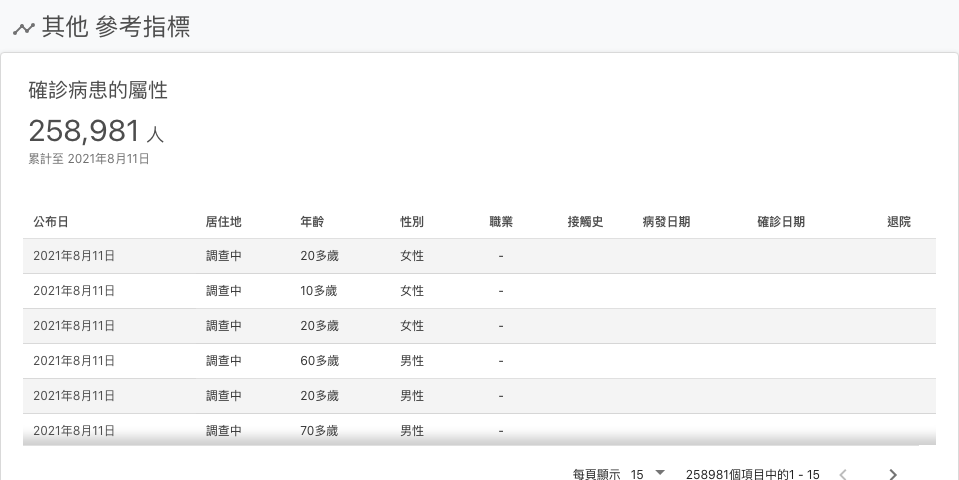 其他 參考指標
確診病患的屬性
258,981 人
累計至 2021年8月11日
公布日 居住地 年齡 性別 職業 接觸史 病發日期 確診日期 退院
2021年8月11日 調查中 20多歲 女性 -
2021年8月11日 調查中 10多歲 女性 -
2021年8月11日 調查中 20多歲 女性 -
2021年8月11日 調查中 60多歲 男性 -
2021年8月11日 調查中 20多歲 男性 -
2021年8月11日 調查中 70多歲 男性 -
每頁顯示 15 258981個項目中的1 - 15